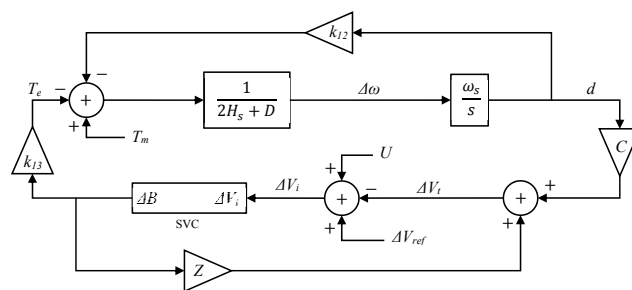 k12
Te
−
−
+
+
Tm
1
2Hs + D
Δω
ωs
s
d
C
k13
U
ΔB
ΔVi
SVC
ΔVi
+
+
−
+
ΔVt
+
+
+
ΔVref
Z